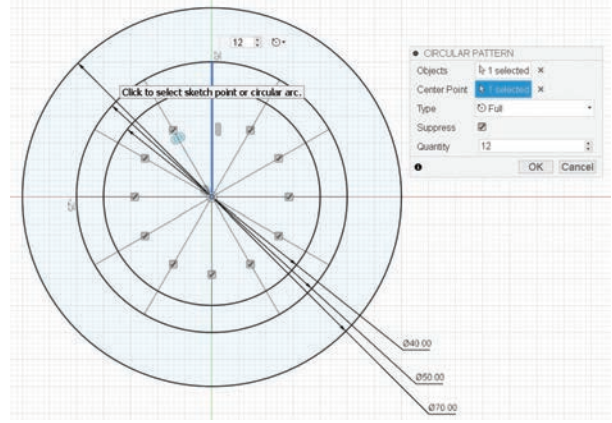 12
CIRCULAR PATTERN
Objects 1 selected ×
Click to select sketch point or circular arc.
Center Point 1 selected ×
Type Full
Suppress
Quantity 12
OK Cancel
Ø40.00
Ø50.00
Ø70.00